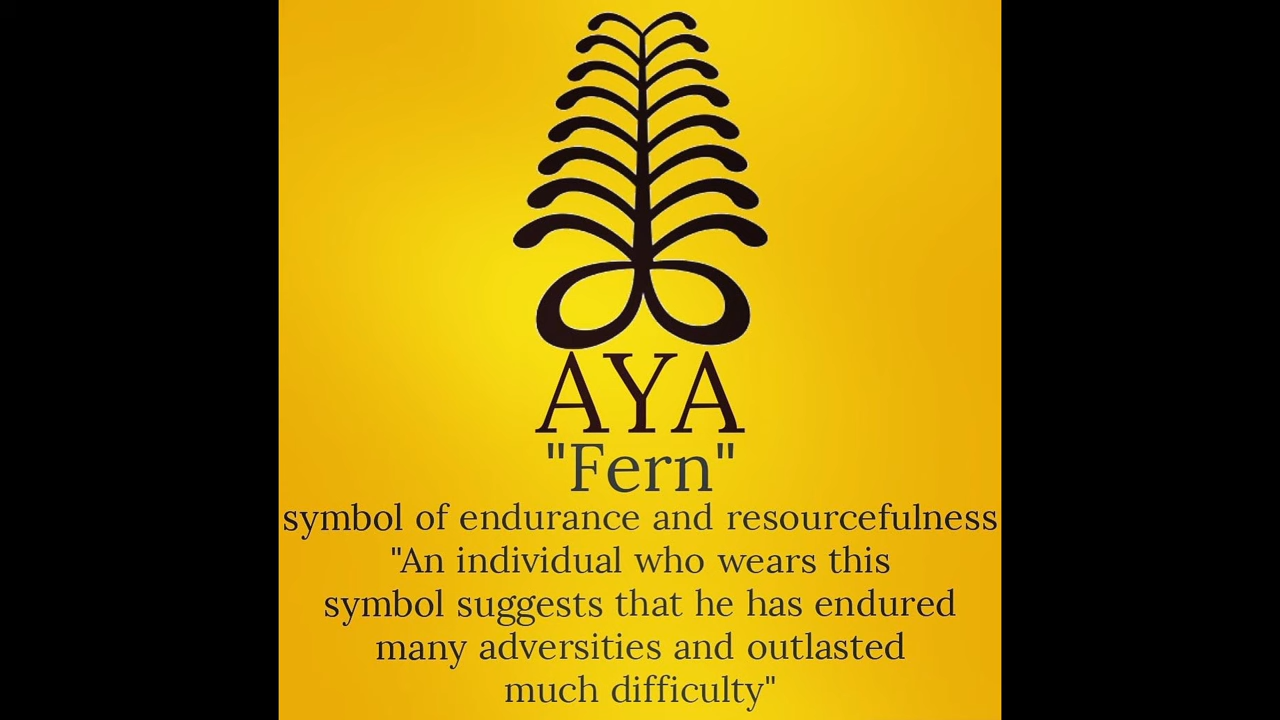 AYA
"Fern"
symbol of endurance and resourcefulness
"An individual who wears this
symbol suggests that he has endured
many adversities and outlasted
much difficulty"